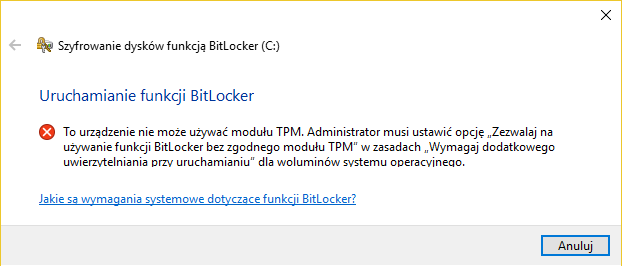 Szyfrowanie dysków funkcją BitLocker (C:)
Uruchamianie funkcji BitLocker
To urządzenie nie może używać modułu TPM. Administrator musi ustawić opcję „Zezwalaj na
używanie funkcji BitLocker bez zgodnego modułu TPM” w zasadach „Wymagaj dodatkowego
uwierzytelniania przy uruchamianiu” dla woluminów systemu operacyjnego.
Jakie są wymagania systemowe dotyczące funkcji BitLocker?
Anuluj